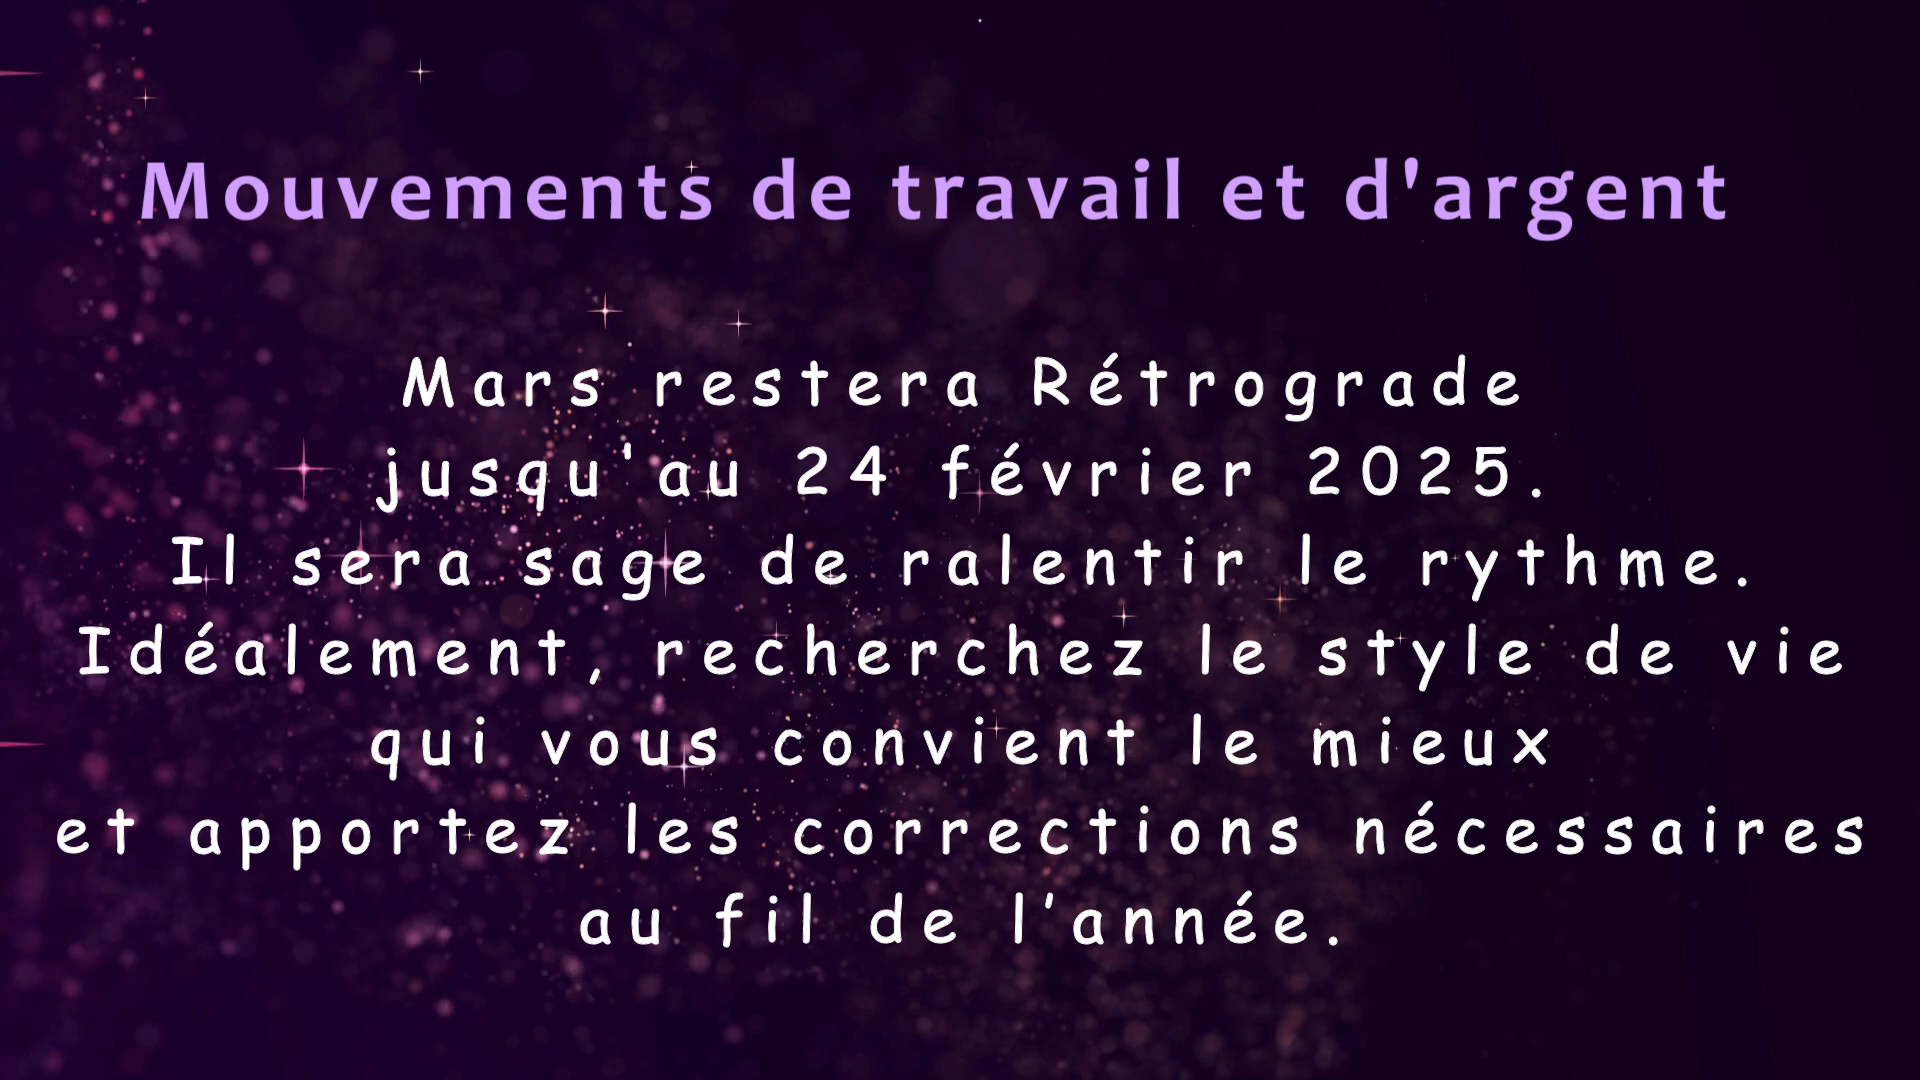 Mouvements de travail et d'argent
Mars restera Rétrograde
jusqu'au 24 février 2025.
Il sera sage de ralentir le rythme.
Idéalement, recherchez le style de vie
qui vous convient le mieux
et apportez les corrections nécessaires
au fil de l'année.